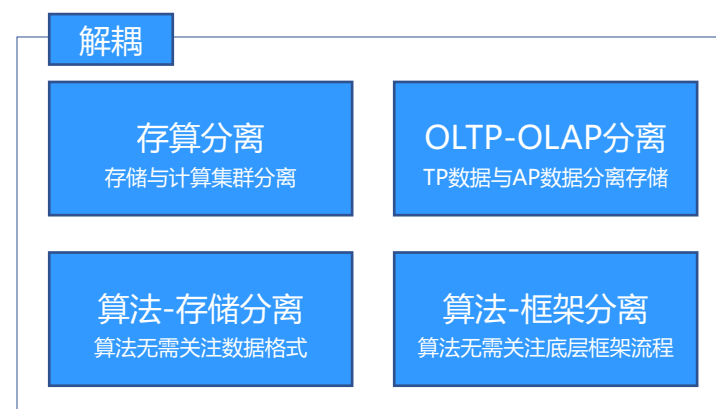 解耦
存算分离
存储与计算集群分离
OLTP-OLAP分离
TP数据与AP数据分离存储
算法-存储分离
算法无需关注数据格式
算法-框架分离
算法无需关注底层框架流程